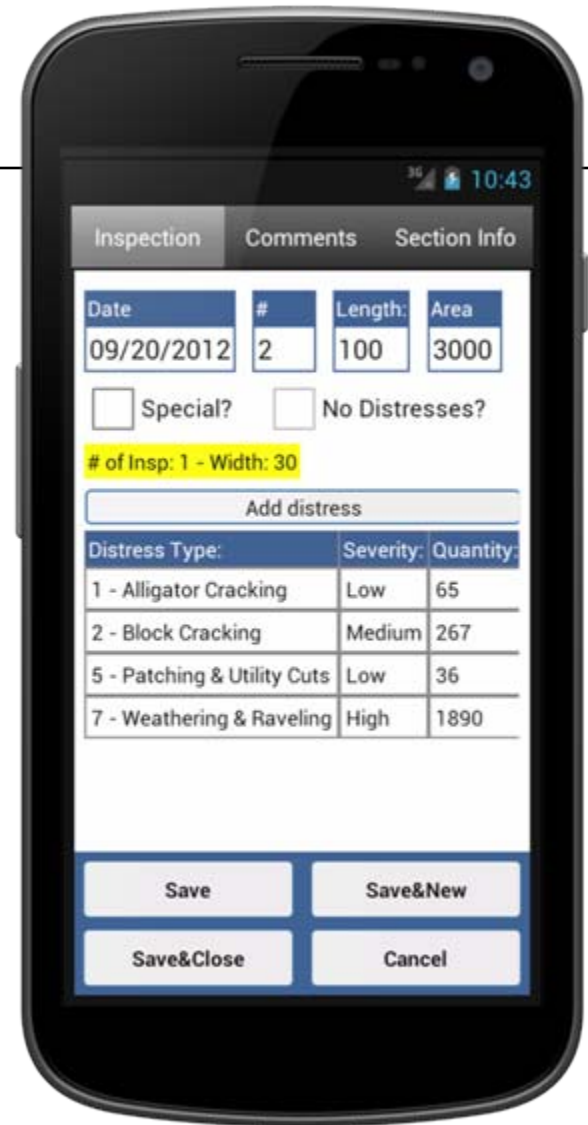 3G 10:43
Inspection Comments Section Info
Date # Length: Area
09/20/2012 2 100 3000
Special? No Distresses?
# of Insp: 1 - Width: 30
Add distress
Distress Type: Severity: Quantity:
1 - Alligator Cracking Low 65
2 - Block Cracking Medium 267
5 - Patching & Utility Cuts Low 36
7 - Weathering & Raveling High 1890
Save Save&New
Save&Close Cancel